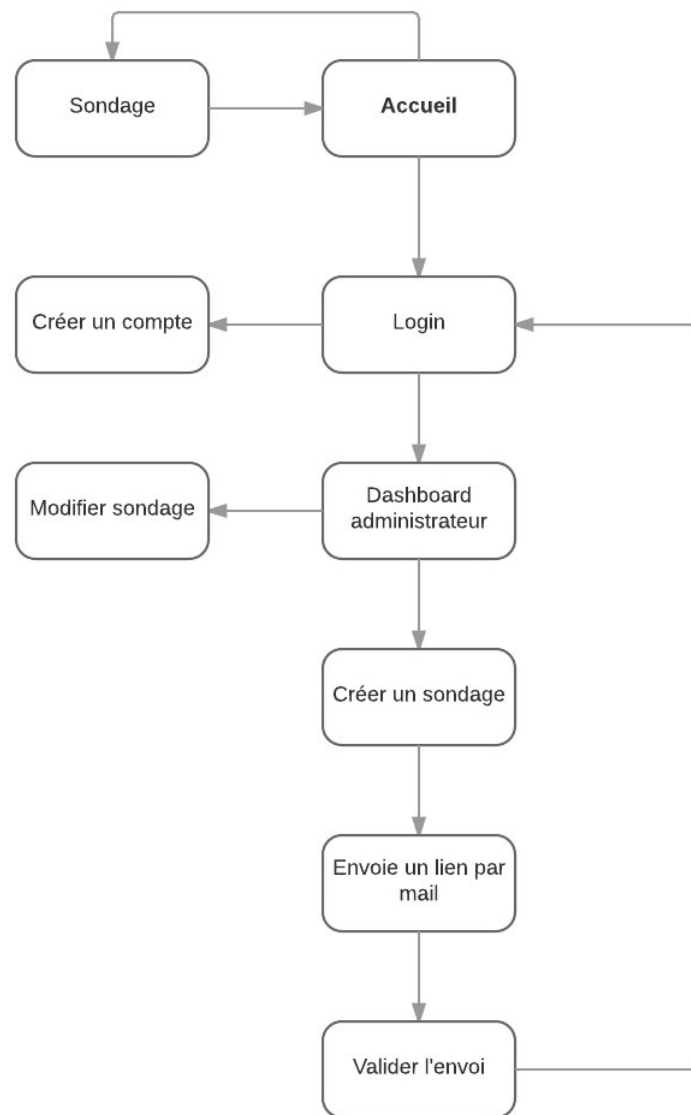 Sondage
Accueil
Créer un compte
Login
Modifier sondage
Dashboard
administrateur
Créer un sondage
Envoie un lien par
mail
Valider l'envoi